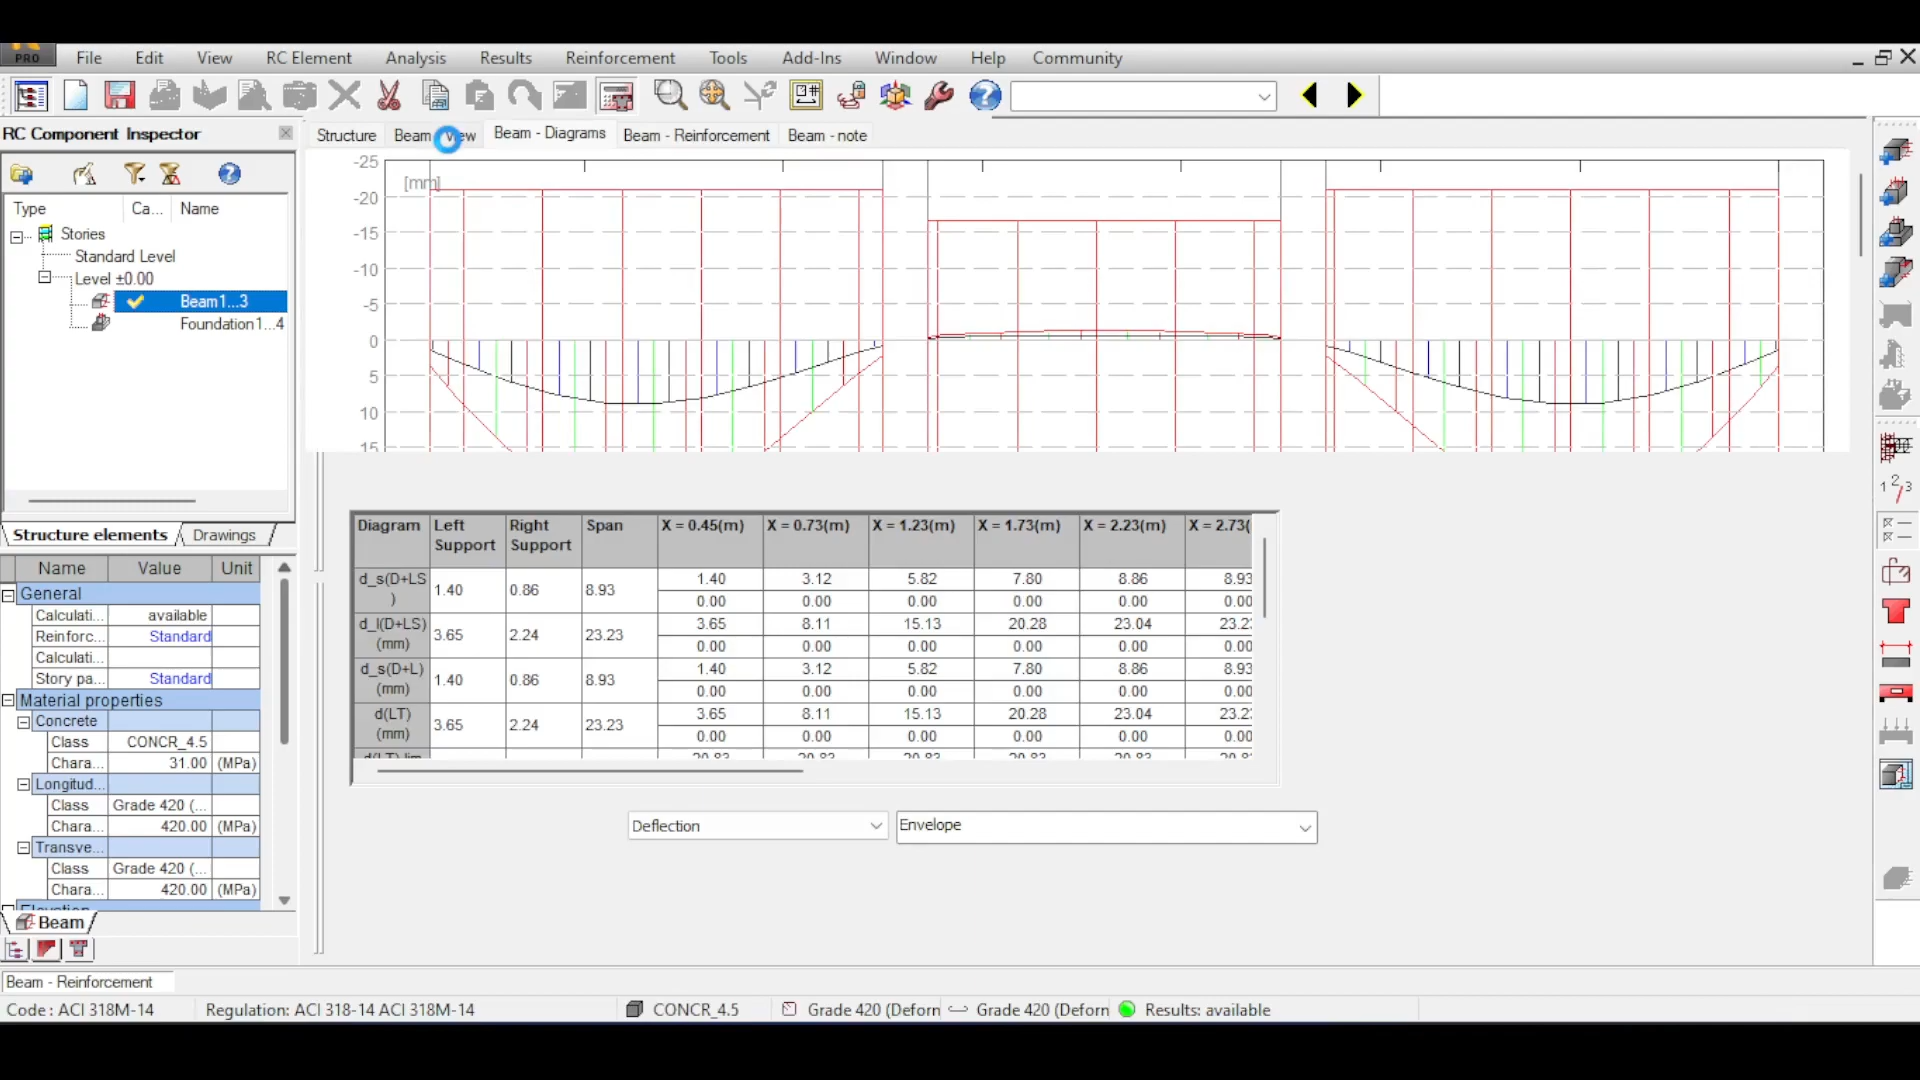 PRO File Edit View RC Element Analysis Results Reinforcement Tools Add-Ins Window Help Community
RC Component Inspector
Structure Beam View Beam - Diagrams Beam - Reinforcement Beam - note
Type Ca... Name
Stories
Standard Level
Level ±0.00
Beam1...3
Foundation1...4
Structure elements Drawings
Name Value Unit
General
Calculati... available
Reinforc... Standard
Calculati...
Story pa... Standard
Material properties
Concrete
Class CONCR_4.5
Chara... 31.00 (MPa)
Longitud...
Class Grade 420 (...
Chara... 420.00 (MPa)
Transve...
Class Grade 420 (...
Chara... 420.00 (MPa)
Beam
-25
[mm]
-20
-15
-10
-5
0
5
10
15
Diagram Left Support Right Support Span X = 0.45(m) X = 0.73(m) X = 1.23(m) X = 1.73(m) X = 2.23(m) X = 2.73(
d_s(D+LS) 1.40 0.86 8.93 1.40 3.12 5.82 7.80 8.86 8.93
0.00 0.00 0.00 0.00 0.00 0.00
d_l(D+LS) (mm) 3.65 2.24 23.23 3.65 8.11 15.13 20.28 23.04 23.2
0.00 0.00 0.00 0.00 0.00 0.00
d_s(D+L) (mm) 1.40 0.86 8.93 1.40 3.12 5.82 7.80 8.86 8.93
0.00 0.00 0.00 0.00 0.00 0.00
d(LT) (mm) 3.65 2.24 23.23 3.65 8.11 15.13 20.28 23.04 23.2
0.00 0.00 0.00 0.00 0.00 0.00
Deflection Envelope
1 2 3
Beam - Reinforcement
Code : ACI 318M-14 Regulation: ACI 318-14 ACI 318M-14 CONCR_4.5 Grade 420 (Deforn Grade 420 (Deforn Results: available